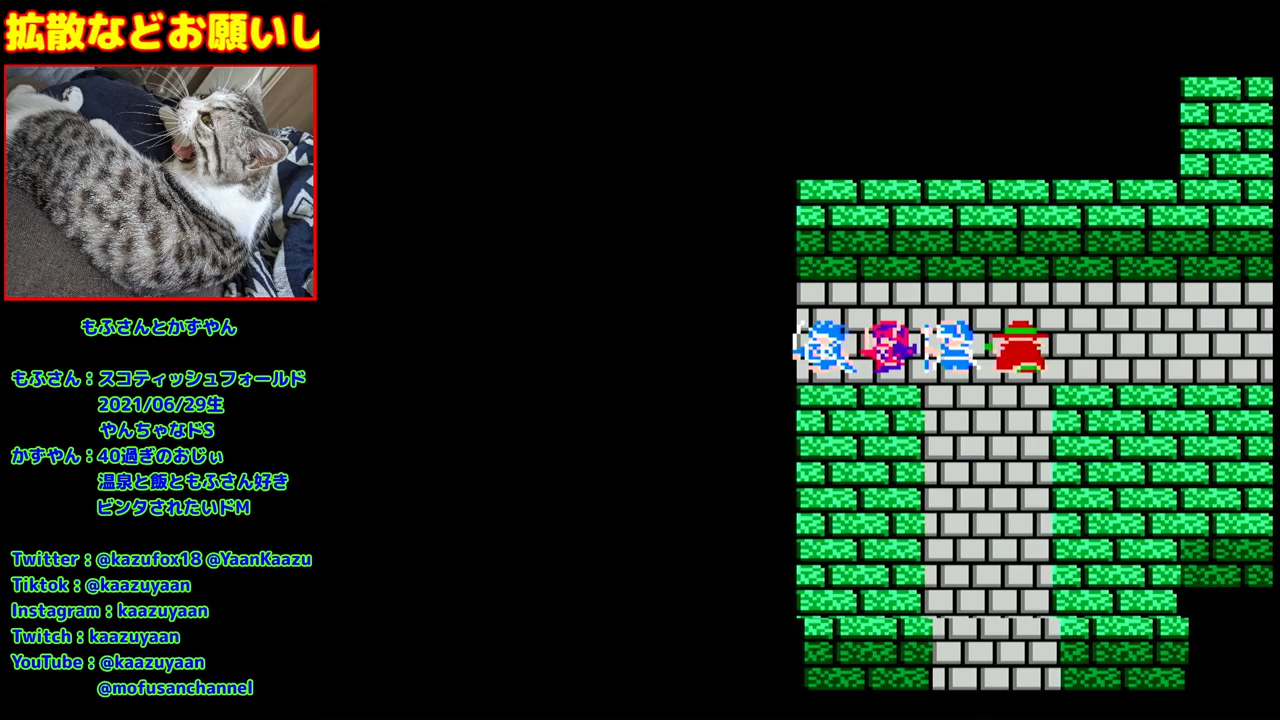 拡散などお願いし
もふさんとかずやん
もふさん：スコティッシュフォールド
2021/06/29生
やんちゃなドS
かずやん：40過ぎのおじぃ
温泉と飯ともふさん好き
ビンタされたいドM
Twitter：@kazufox18 @YaanKaazu
Tiktok：@kaazuyaan
Instagram：kaazuyaan
Twitch：kaazuyaan
YouTube：@kaazuyaan
@mofusanchannel